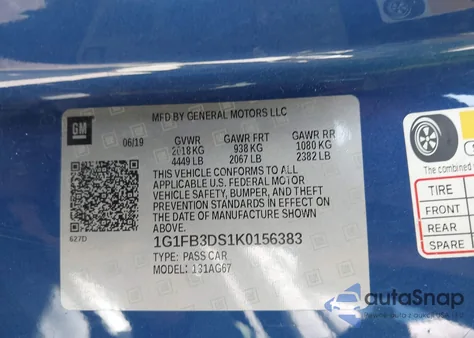 GM
MFD BY GENERAL MOTORS LLC
06/19
GVWR GAWR FRT GAWR RR
2018 KG 938 KG 1080 KG
4449 LB 2067 LB 2382 LB
THIS VEHICLE CONFORMS TO ALL
APPLICABLE U.S. FEDERAL MOTOR
VEHICLE SAFETY, BUMPER, AND THEFT
PREVENTION STANDARDS IN EFFECT ON
THE DATE OF MANUFACTURE SHOWN ABOVE.
627D
1G1FB3DS1K0156383
TYPE: PASS CAR
MODEL: 131AG67
The combined
TIRE
FRONT
REAR
SPARE
autoSnap